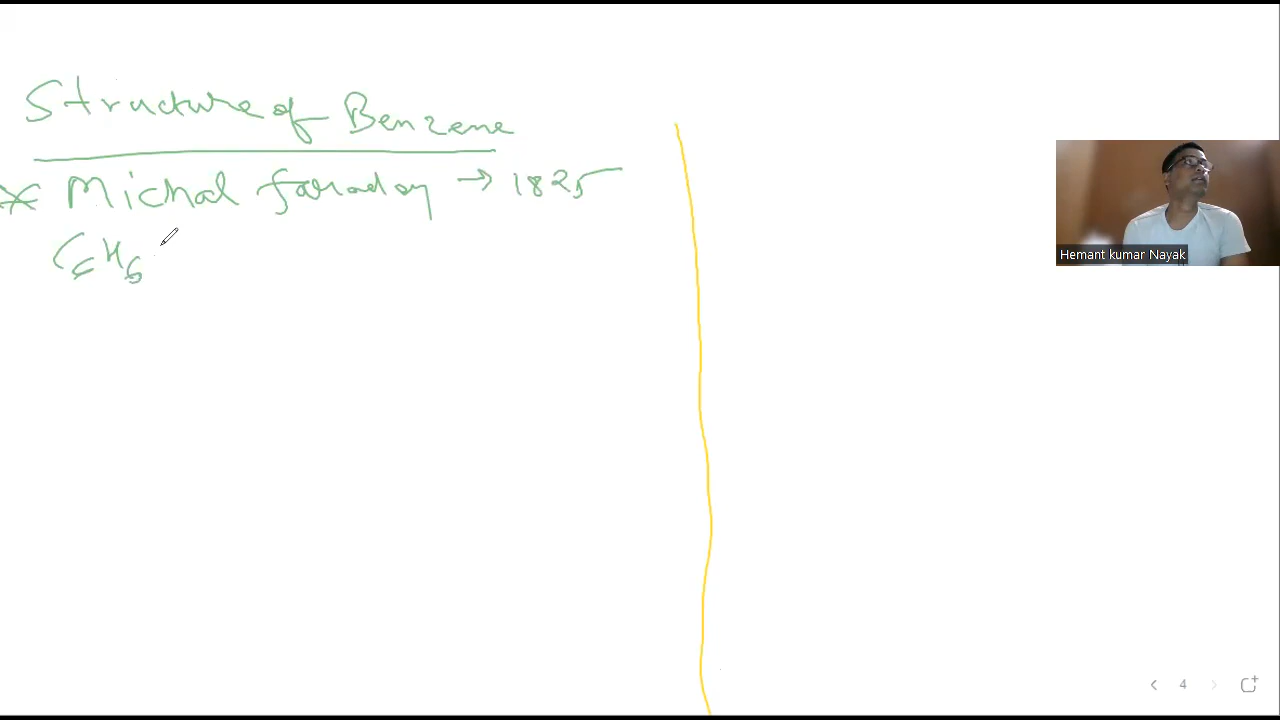 Structure of Benzene
* Michal faraday → 1825
C6H6
Hemant kumar Nayak
4